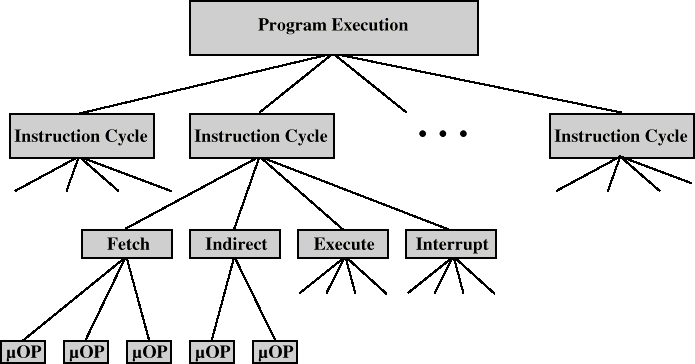 Program Execution
Instruction Cycle
Instruction Cycle
• • •
Instruction Cycle
Fetch
Indirect
Execute
Interrupt
μOP
μOP
μOP
μOP
μOP